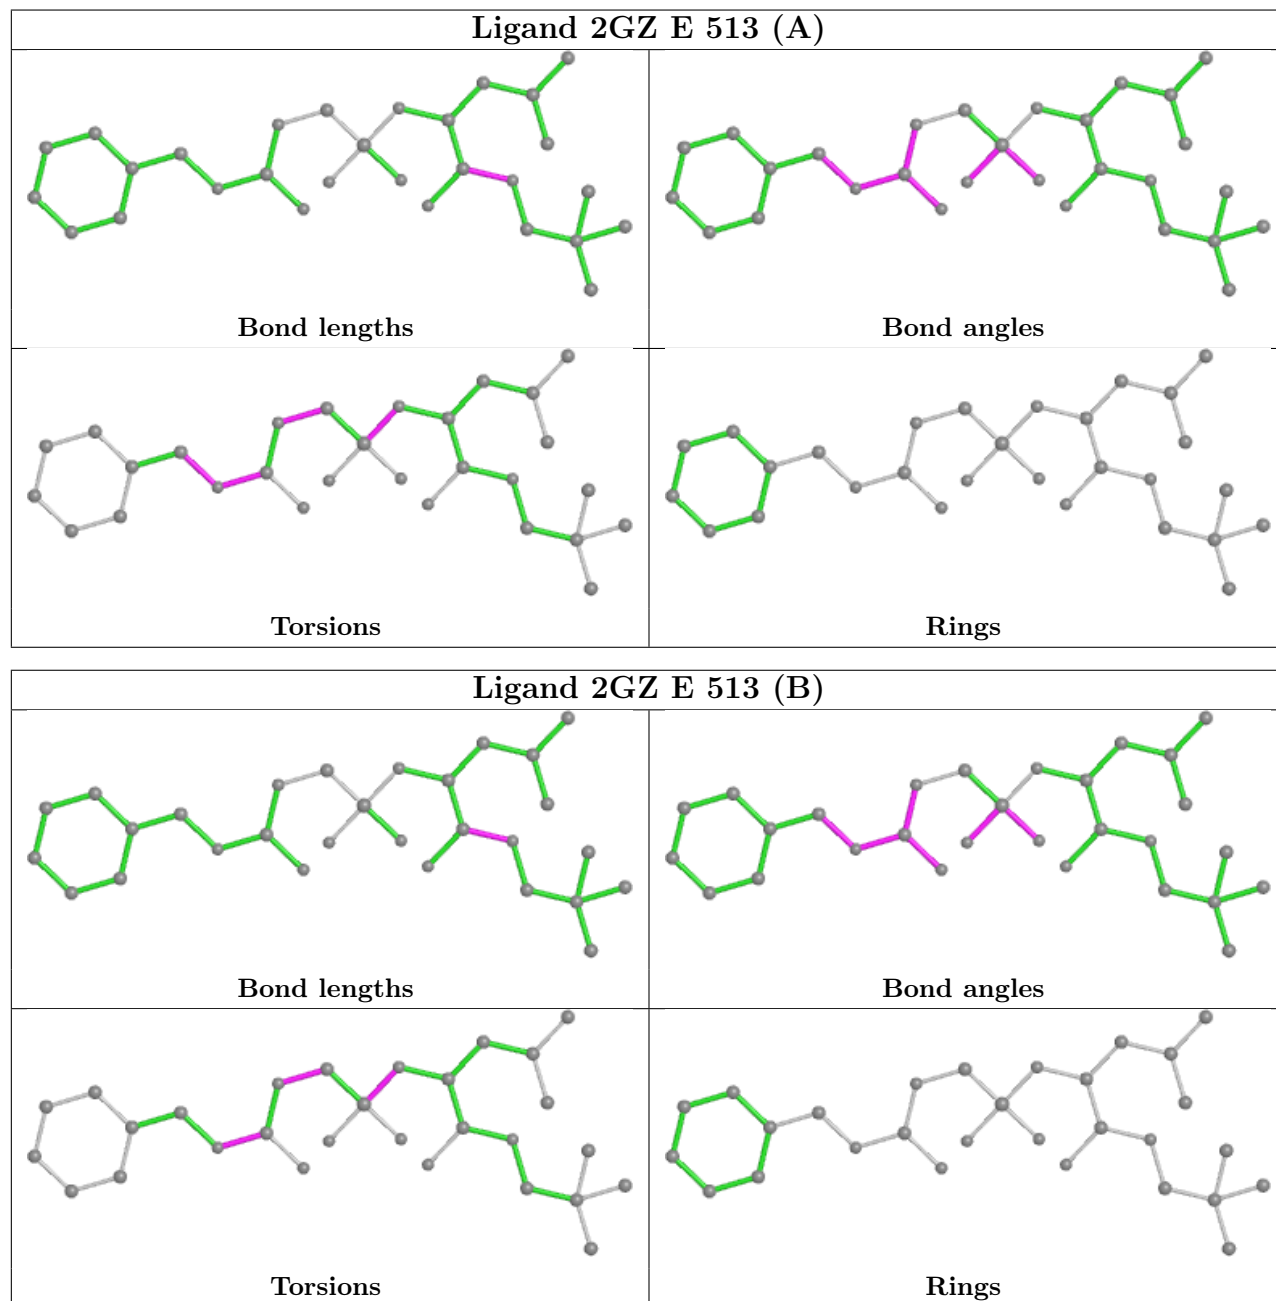 Ligand 2GZ E 513 (A)
Bond lengths
Bond angles
Torsions
Rings
Ligand 2GZ E 513 (B)
Bond lengths
Bond angles
Torsions
Rings